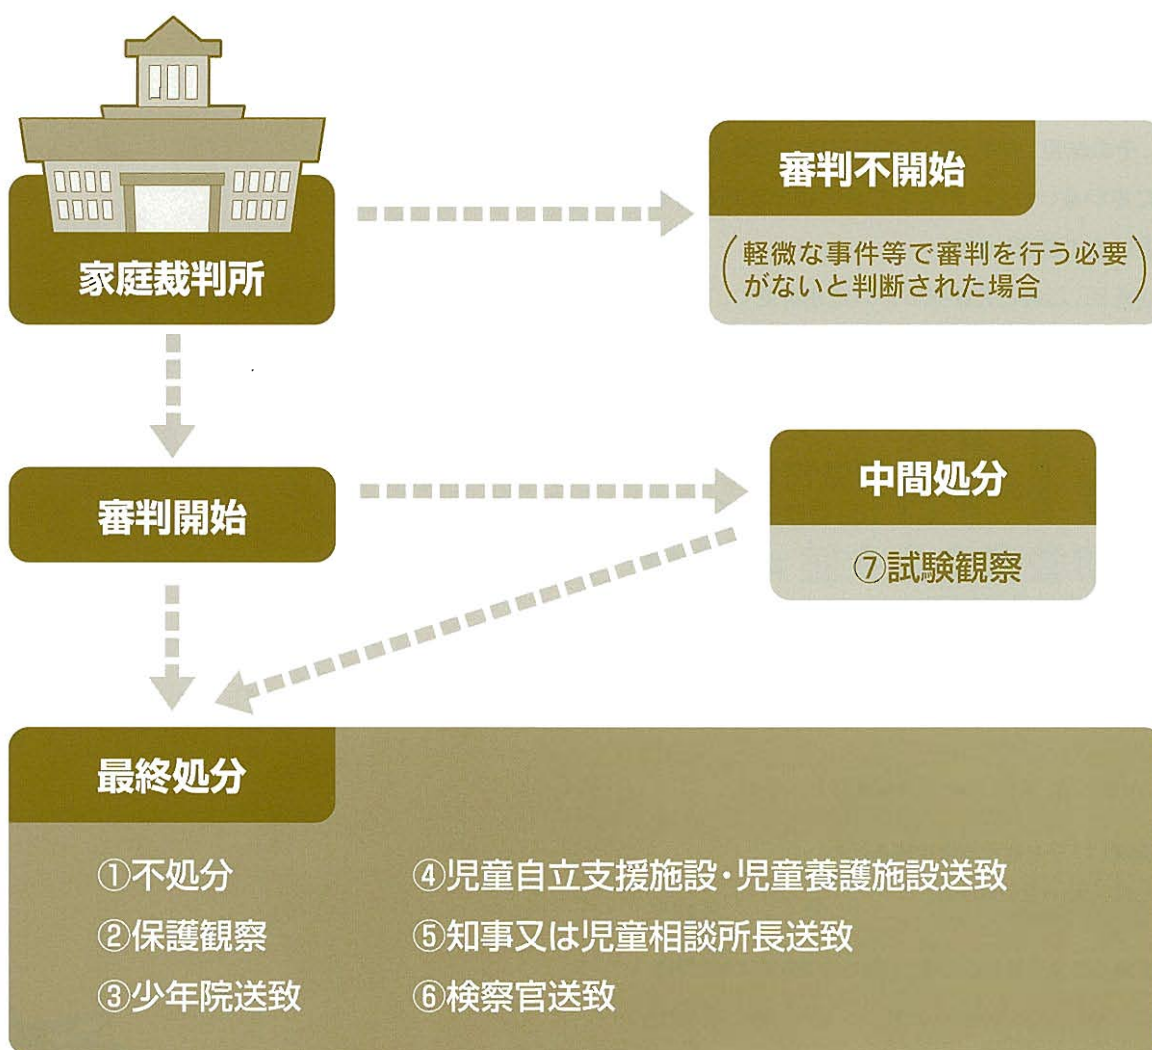 家庭裁判所
審判不開始
(軽微な事件等で審判を行う必要
がないと判断された場合)
審判開始
中間処分
⑦試験観察
最終処分
①不処分
②保護観察
③少年院送致
④児童自立支援施設・児童養護施設送致
⑤知事又は児童相談所長送致
⑥検察官送致